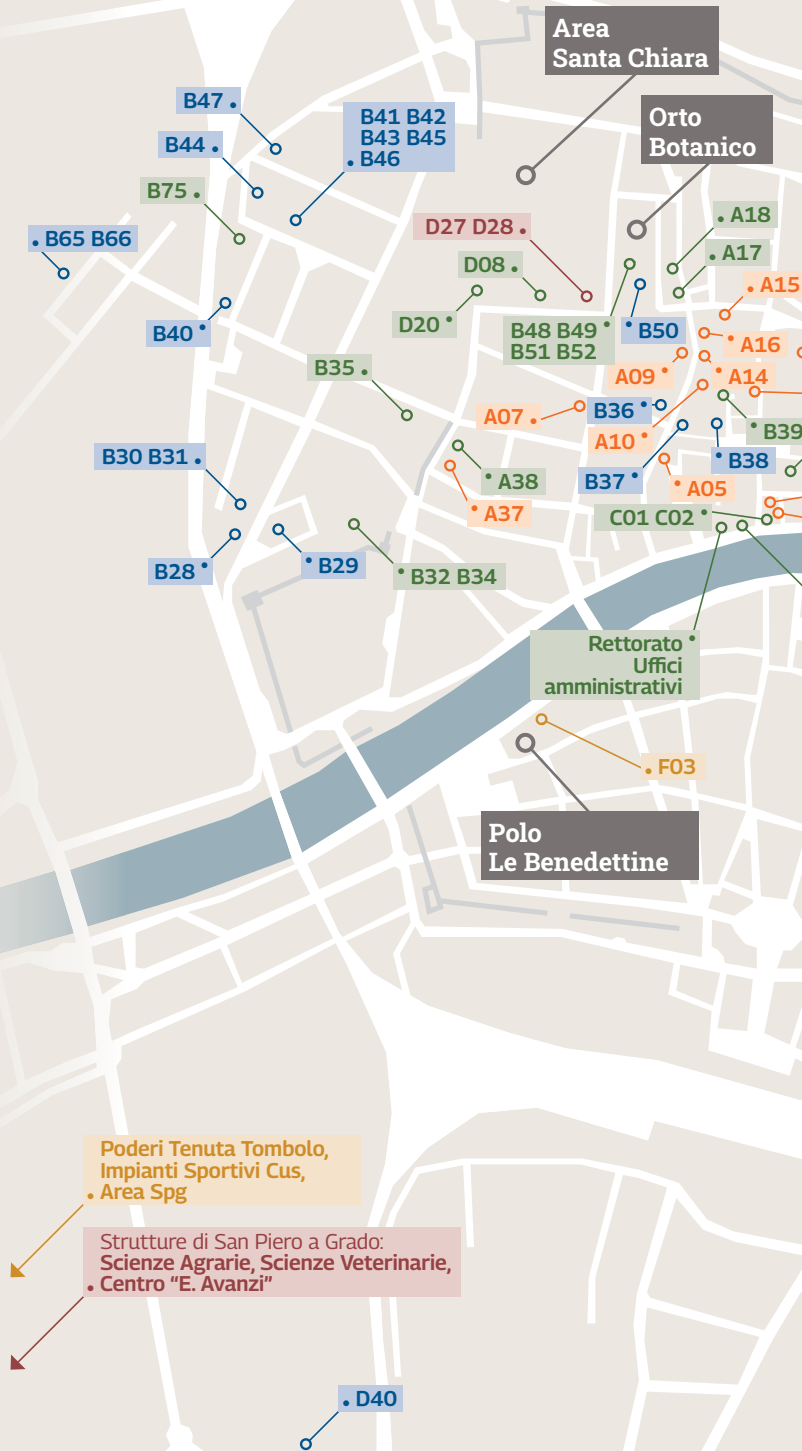 Area
Santa Chiara
Orto
Botanico
B47
B41 B42
B43 B45
B46
B44
B75
B65 B66
D27 D28
A18
A17
D08
D20
A15
B40
B48 B49
B51 B52
B50
A16
A09
A14
B35
A07
B36
A10
B39
B30 B31
B38
B37
A38
A05
A37
C01 C02
B28
B29
B32 B34
Rettorato
Uffici
amministrativi
F03
Polo
Le Benedettine
Poderi Tenuta Tombolo,
Impianti Sportivi Cus,
Area Spg
Strutture di San Piero a Grado:
Scienze Agrarie, Scienze Veterinarie,
Centro “E. Avanzi”
D40